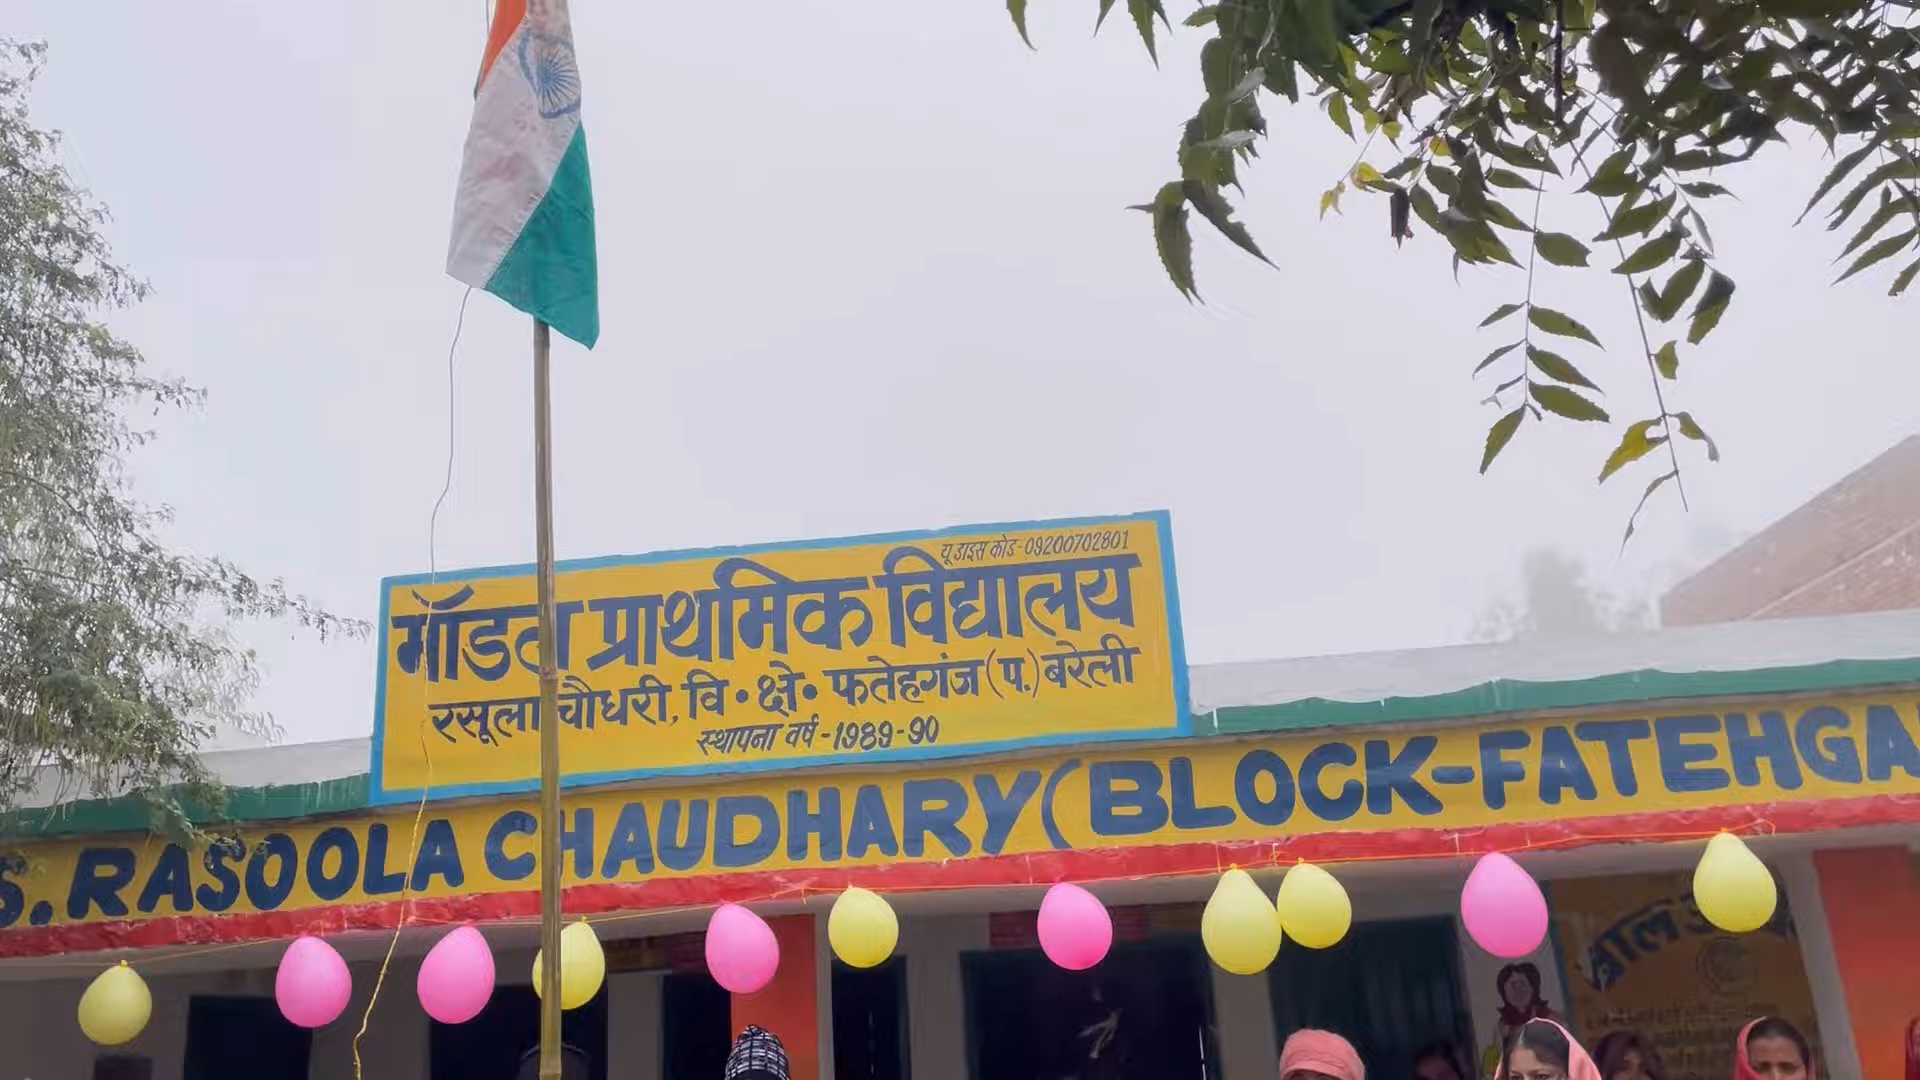 यू डाइस कोड-09200702801
मॉडल प्राथमिक विद्यालय
रसूला चौधरी, वि॰क्षे॰ फतेहगंज (प.) बरेली
स्थापना वर्ष-1989-90
S. RASOOLA CHAUDHARY (BLOCK-FATEHGA
बाल